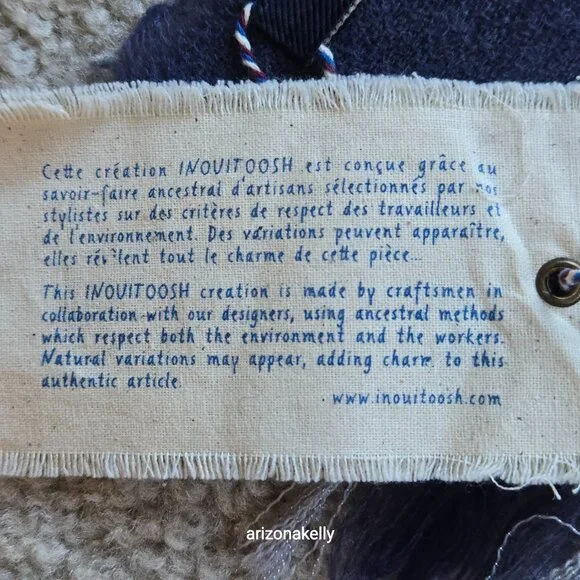 Cette création INOUITOOSH est conçue grâce au
savoir-faire ancestral d'artisans sélectionnés par nos
stylistes sur des critères de respect des travailleurs et
de l'environnement. Des variations peuvent apparaître,
elles révèlent tout le charme de cette pièce...
This INOUITOOSH creation is made by craftsmen in
collaboration with our designers, using ancestral methods
which respect both the environment and the workers.
Natural variations may appear, adding charm to this
authentic article.
www.inouitoosh.com
arizonakelly